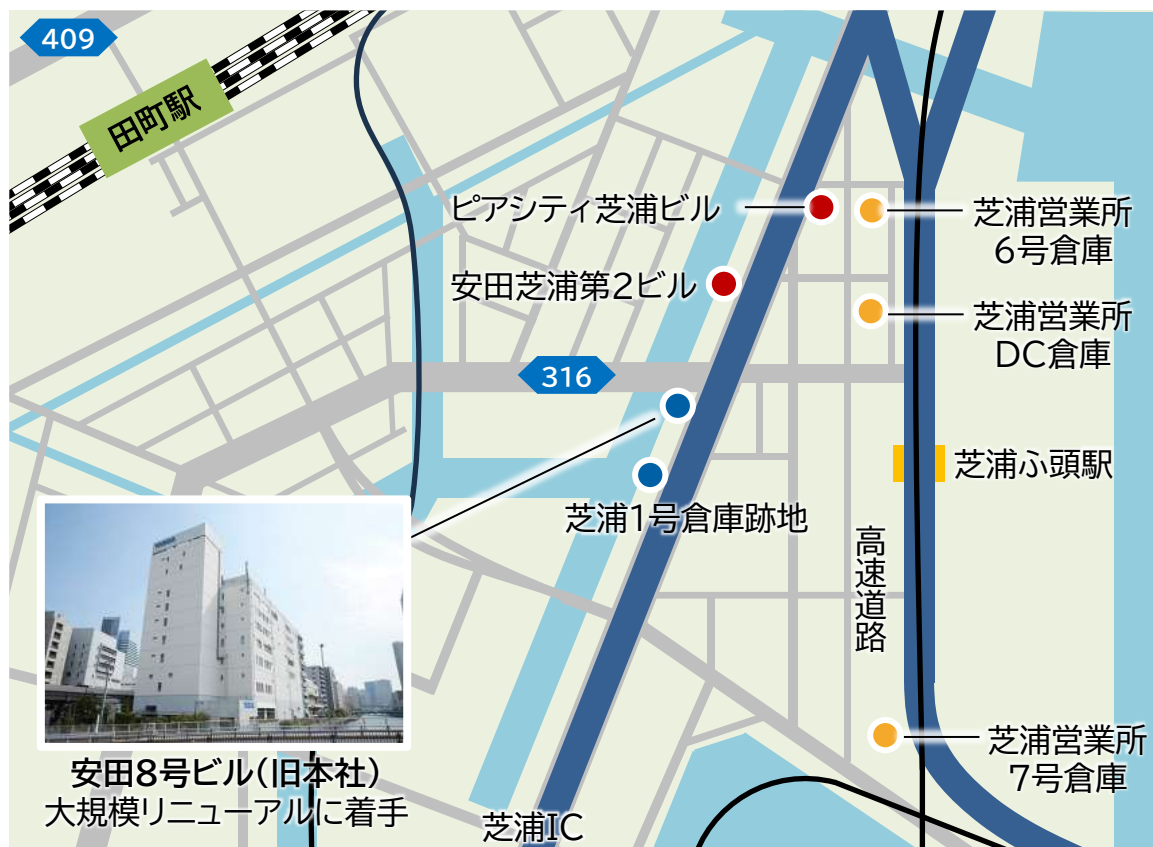 409
田町駅
ピアシティ芝浦ビル
芝浦営業所
6号倉庫
安田芝浦第2ビル
芝浦営業所
DC倉庫
316
芝浦ふ頭駅
芝浦1号倉庫跡地
高速道路
安田8号ビル(旧本社)
大規模リニューアルに着手
芝浦営業所
7号倉庫
芝浦IC